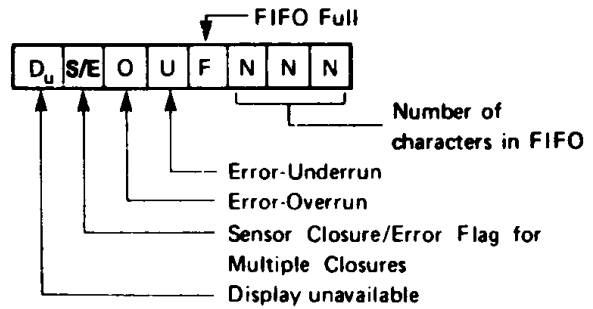 FIFO Full
Du S/E O U F N N N
Number of
characters in FIFO
Error-Underrun
Error-Overrun
Sensor Closure/Error Flag for
Multiple Closures
Display unavailable